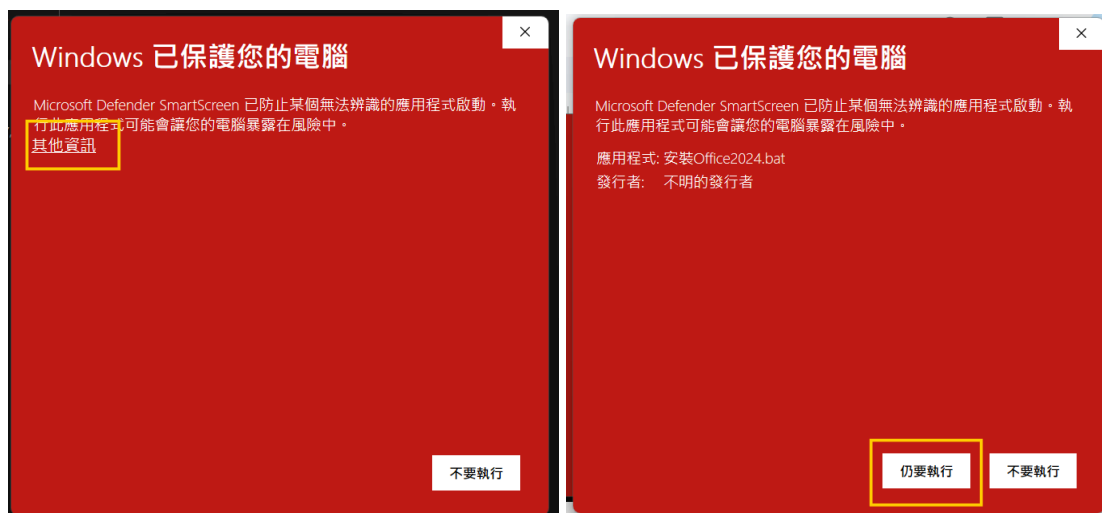 Windows 已保護您的電腦
Microsoft Defender SmartScreen 已防止某個無法辨識的應用程式啟動。執
行此應用程式可能會讓您的電腦暴露在風險中。
其他資訊
不要執行
Windows 已保護您的電腦
Microsoft Defender SmartScreen 已防止某個無法辨識的應用程式啟動。執
行此應用程式可能會讓您的電腦暴露在風險中。
應用程式: 安裝Office2024.bat
發行者: 不明的發行者
仍要執行 不要執行